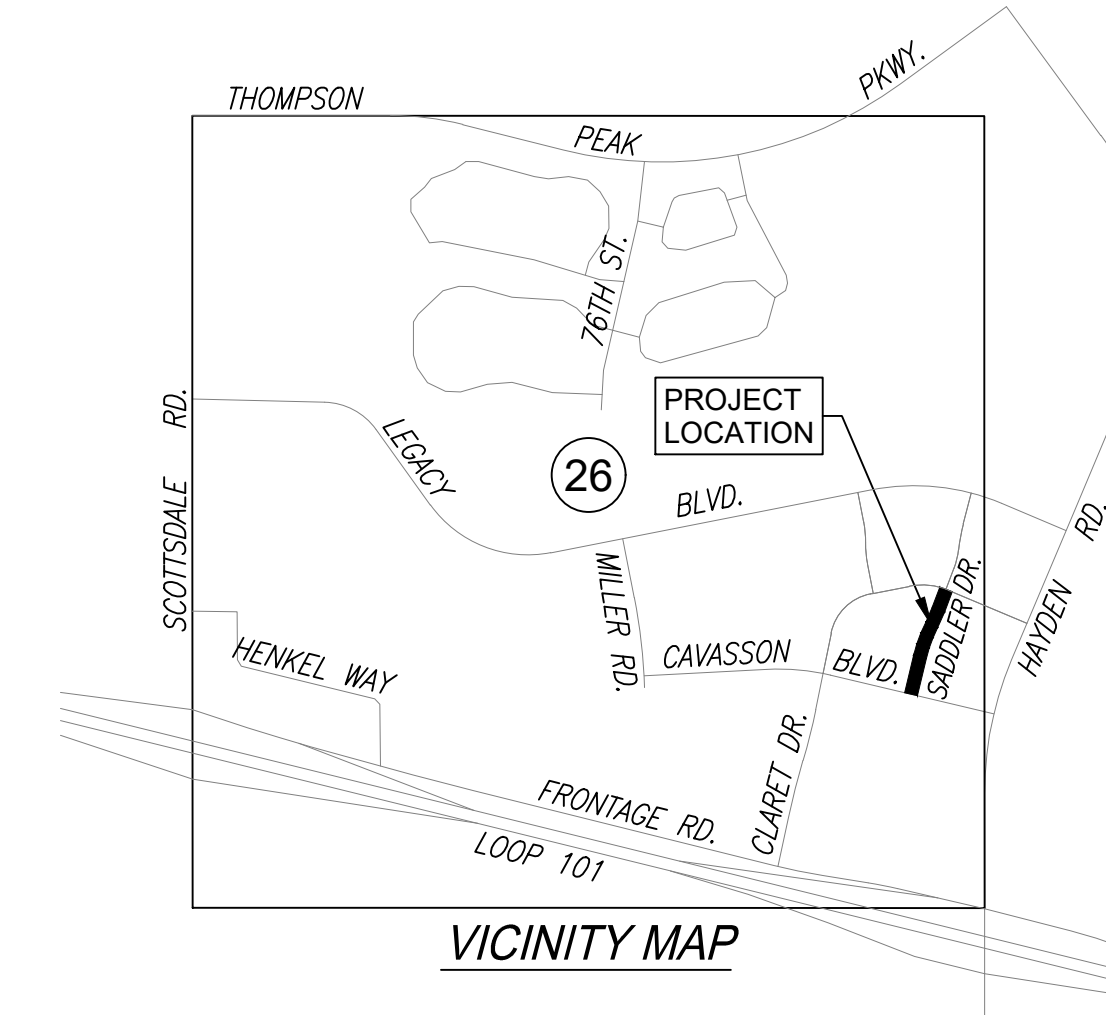 THOMPSON
PEAK
PKWY.
76TH ST.
SCOTTSDALE RD.
LEGACY
BLVD.
PROJECT
LOCATION
26
MILLER RD.
CAVASSON
BLVD.
SADDLER DR.
HAYDEN RD.
HENKEL WAY
CLARET DR.
FRONTAGE RD.
LOOP 101
VICINITY MAP